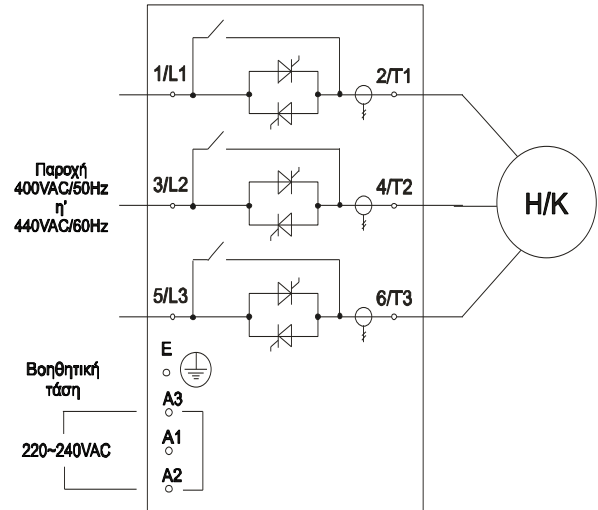 1/L1
2/T1
Παροχή
400VAC/50Hz
η'
440VAC/60Hz
3/L2
4/T2
Η/Κ
5/L3
6/T3
E
Βοηθητική
τάση
A3
220~240VAC
A1
A2